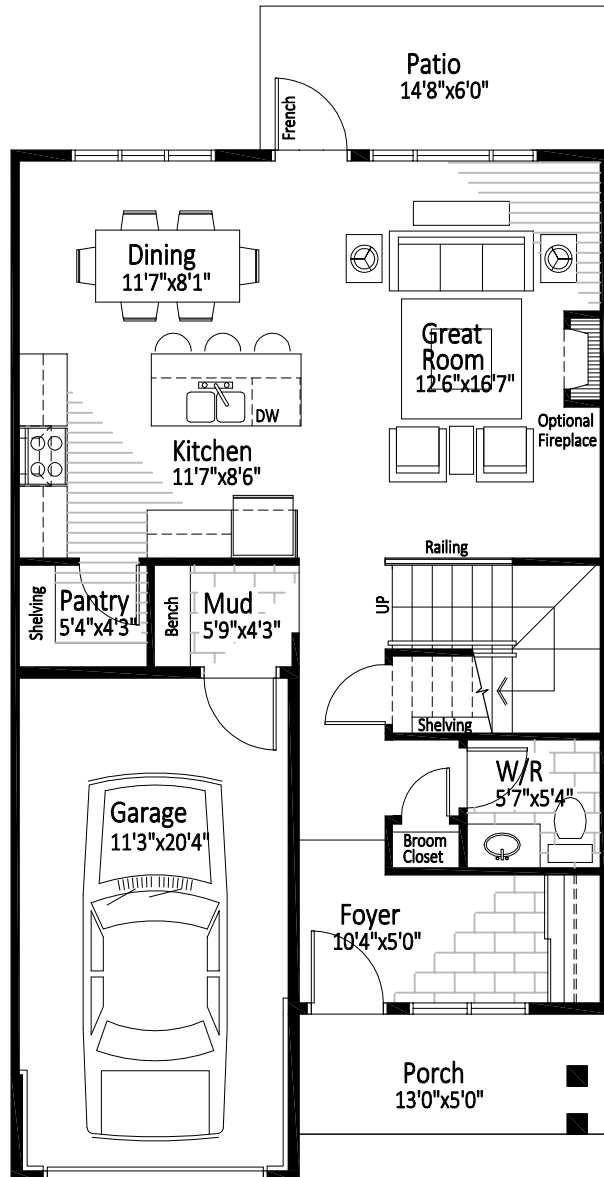 Patio
14'8"x6'0"
French
Dining
11'7"x8'1"
Great
Room
12'6"x16'7"
DW
Optional
Fireplace
Kitchen
11'7"x8'6"
Railing
Shelving
Pantry
5'4"x4'3"
Bench
Mud
5'9"x4'3"
UP
Shelving
W/R
5'7"x5'4"
Garage
11'3"x20'4"
Broom
Closet
Foyer
10'4"x5'0"
Porch
13'0"x5'0"